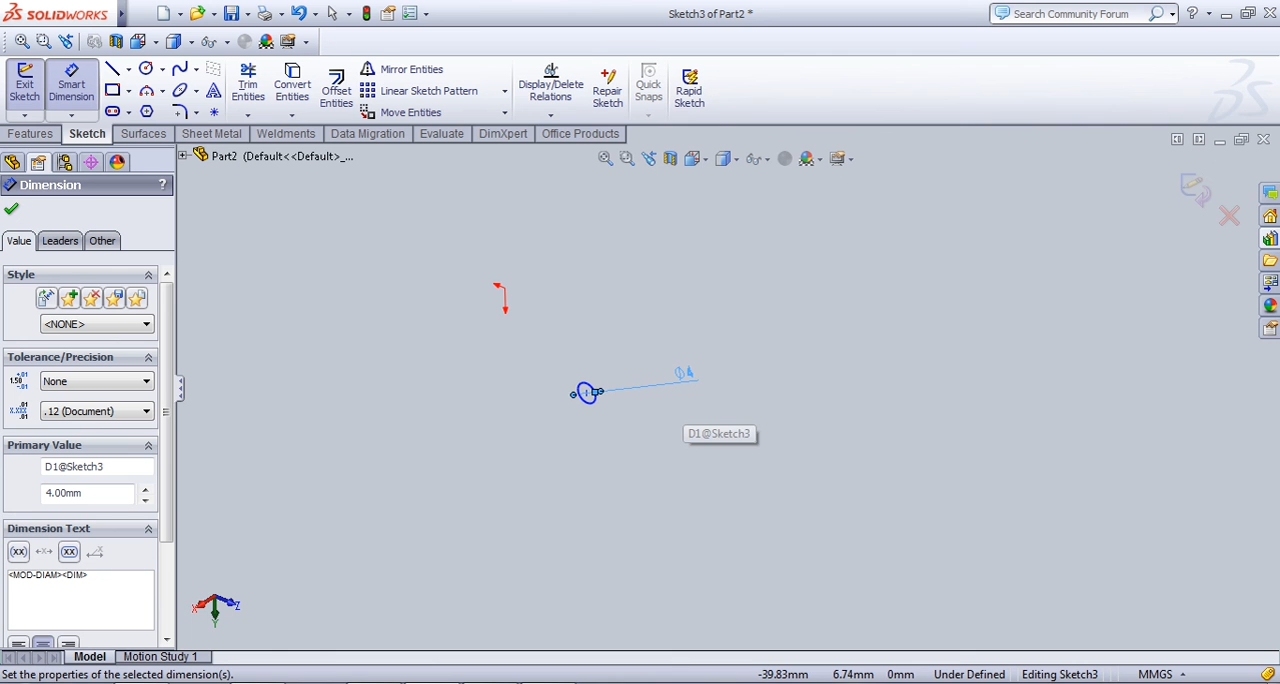 SOLIDWORKS
Sketch3 of Part2 *
Search Community Forum
?
Exit Sketch
Smart Dimension
Trim Entities
Convert Entities
Offset Entities
Mirror Entities
Linear Sketch Pattern
Move Entities
Display/Delete Relations
Repair Sketch
Quick Snaps
Rapid Sketch
Features
Sketch
Surfaces
Sheet Metal
Weldments
Data Migration
Evaluate
DimXpert
Office Products
Part2 (Default<<Default>_...
Dimension
?
Value
Leaders
Other
Style
<NONE>
Tolerance/Precision
None
.12 (Document)
Primary Value
D1@Sketch3
4.00mm
Dimension Text
<MOD-DIAM><DIM>
∅4
D1@Sketch3
X
Y
Z
Model
Motion Study 1
Set the properties of the selected dimension(s).
-39.83mm
6.74mm
0mm
Under Defined
Editing Sketch3
MMGS